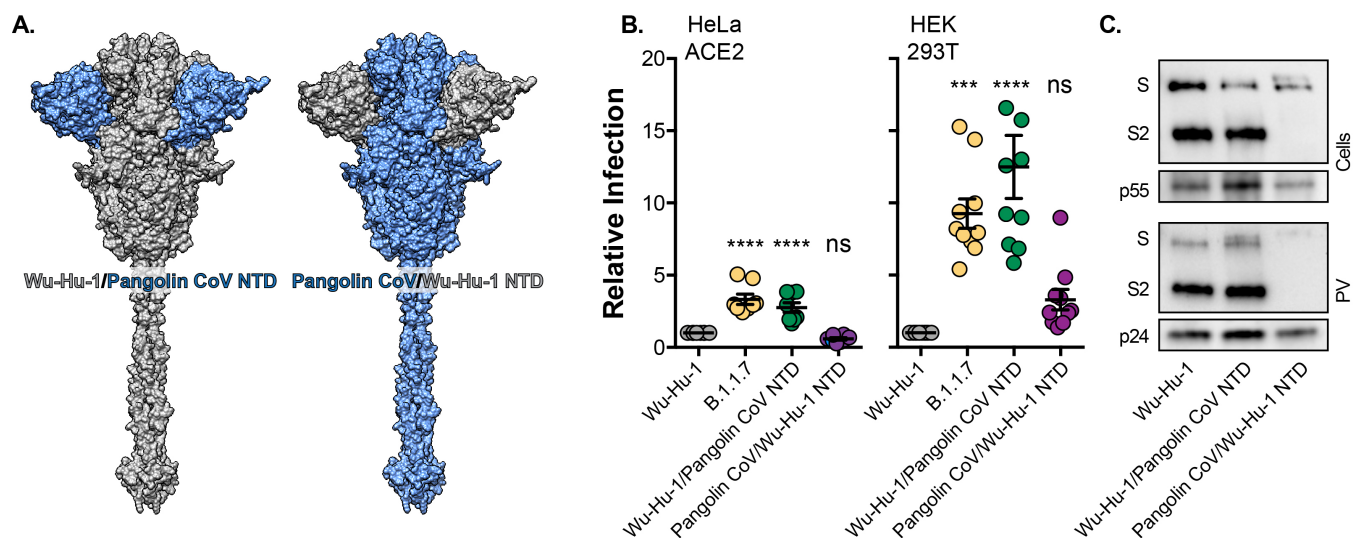 A.
Wu-Hu-1/Pangolin CoV NTD
Pangolin CoV/Wu-Hu-1 NTD
B.
HeLa
ACE2
Relative Infection
20
15
10
5
0
****
****
ns
Wu-Hu-1
B.1.1.7
Wu-Hu-1/Pangolin CoV NTD
Pangolin CoV/Wu-Hu-1 NTD
HEK
293T
***
****
ns
Wu-Hu-1
B.1.1.7
Wu-Hu-1/Pangolin CoV NTD
Pangolin CoV/Wu-Hu-1 NTD
C.
S
S2
p55
Cells
S
S2
p24
PV
Wu-Hu-1
Wu-Hu-1/Pangolin CoV NTD
Pangolin CoV/Wu-Hu-1 NTD